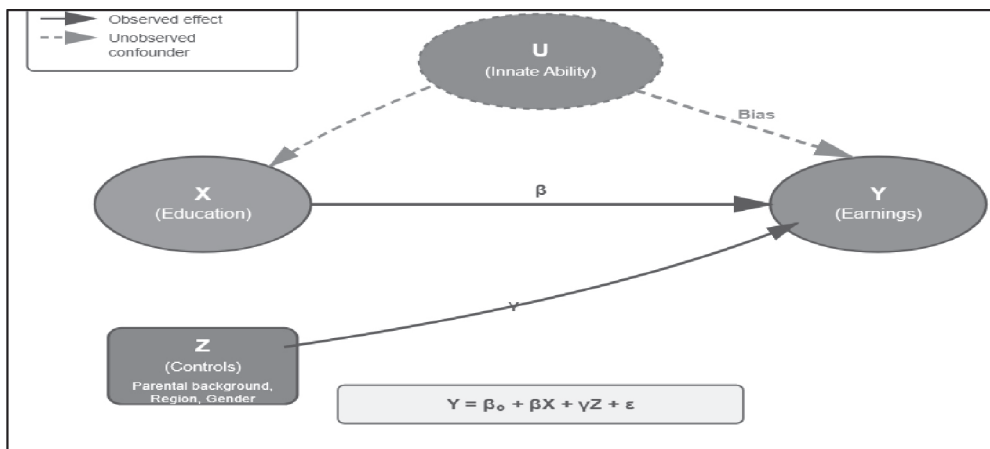 Observed effect
Unobserved
confounder
U
(Innate Ability)
Bias
X
(Education)
β
Y
(Earnings)
γ
Z
(Controls)
Parental background,
Region, Gender
Y = β₀ + βX + γZ + ε